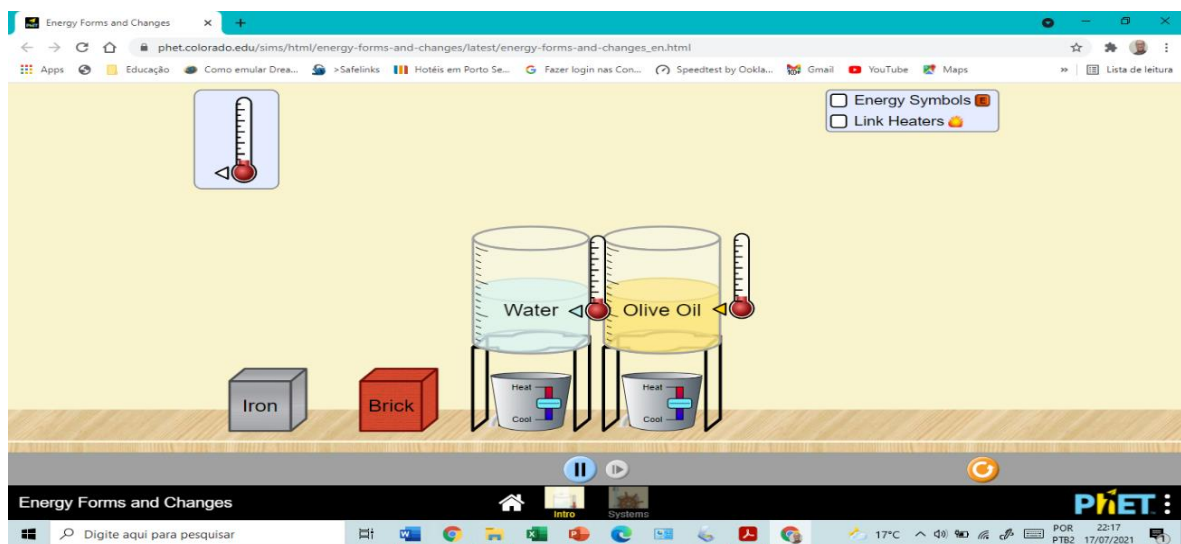 Energy Forms and Changes
phet.colorado.edu/sims/html/energy-forms-and-changes/latest/energy-forms-and-changes_en.html
Apps Educação Como emular Drea... >Safelinks Hotéis em Porto Se... Fazer login nas Con... Speedtest by Ookla... Gmail YouTube Maps » Lista de leitura
Energy Symbols E
Link Heaters
Water Olive Oil
Heat Heat
Iron Brick
Cool Cool
Energy Forms and Changes Intro Systems PhET
Digite aqui para pesquisar 17°C POR 22:17
PTB2 17/07/2021